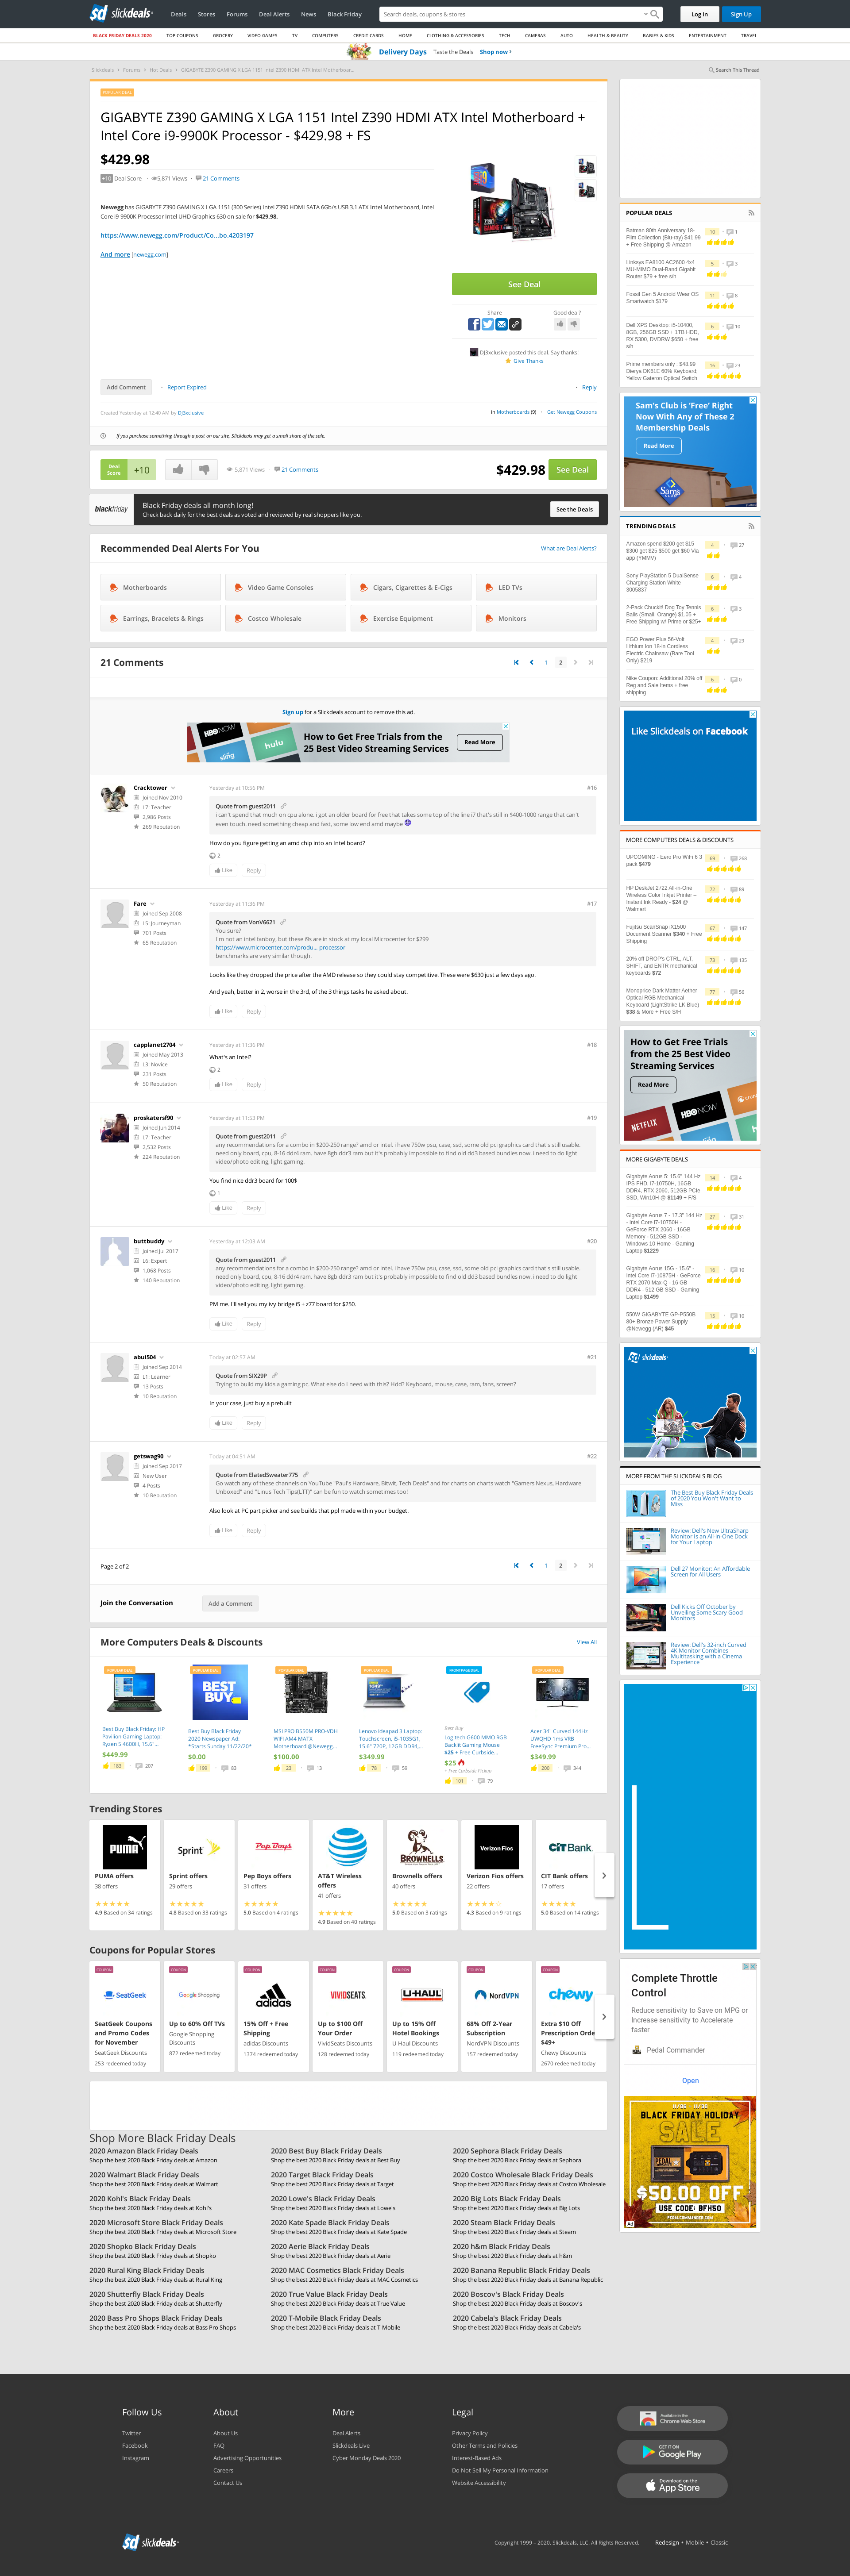 slickdeals
Deals
Stores
Forums
Deal Alerts
News
Black Friday
Search deals, coupons & stores
Log In
Sign Up
BLACK FRIDAY DEALS 2020
TOP COUPONS
GROCERY
VIDEO GAMES
TV
COMPUTERS
CREDIT CARDS
HOME
CLOTHING & ACCESSORIES
TECH
CAMERAS
AUTO
HEALTH & BEAUTY
BABIES & KIDS
ENTERTAINMENT
TRAVEL
Delivery Days Taste the Deals Shop now
Slickdeals > Forums > Hot Deals > GIGABYTE Z390 GAMING X LGA 1151 Intel Z390 HDMI ATX Intel Motherboar...
Search This Thread
POPULAR DEAL
GIGABYTE Z390 GAMING X LGA 1151 Intel Z390 HDMI ATX Intel Motherboard +
Intel Core i9-9900K Processor - $429.98 + FS
$429.98
+10 Deal Score 5,871 Views 21 Comments
Newegg has GIGABYTE Z390 GAMING X LGA 1151 (300 Series) Intel Z390 HDMI SATA 6Gb/s USB 3.1 ATX Intel Motherboard, Intel
Core i9-9900K Processor Intel UHD Graphics 630 on sale for $429.98.
https://www.newegg.com/Product/Co...bo.4203197
And more [newegg.com]
See Deal
Share
Good deal?
DJ3xclusive posted this deal. Say thanks!
Give Thanks
Add Comment
Report Expired
Reply
Created Yesterday at 12:40 AM by DJ3xclusive
in Motherboards (9)
Get Newegg Coupons
If you purchase something through a post on our site, Slickdeals may get a small share of the sale.
Deal Score +10
5,871 Views 21 Comments
$429.98
See Deal
blackfriday
Black Friday deals all month long!
Check back daily for the best deals as voted and reviewed by real shoppers like you.
See the Deals
Recommended Deal Alerts For You
What are Deal Alerts?
Motherboards
Video Game Consoles
Cigars, Cigarettes & E-Cigs
LED TVs
Earrings, Bracelets & Rings
Costco Wholesale
Exercise Equipment
Monitors
21 Comments
1 2
Sign up for a Slickdeals account to remove this ad.
HBO NOW
sling
hulu
How to Get Free Trials from the
25 Best Video Streaming Services
Read More
Cracktower
Joined Nov 2010
L7: Teacher
2,986 Posts
269 Reputation
Yesterday at 10:56 PM
#16
Quote from guest2011
i can't spend that much on cpu alone. i got an older board for free that takes some top of the line i7 that's still in $400-1000 range that can't
even touch. need something cheap and fast, some low end amd maybe
How do you figure getting an amd chip into an Intel board?
2
Like
Reply
Fare
Joined Sep 2008
L5: Journeyman
701 Posts
65 Reputation
Yesterday at 11:36 PM
#17
Quote from VonV6621
You sure?
I'm not an intel fanboy, but these i9s are in stock at my local Microcenter for $299
https://www.microcenter.com/produ...-processor
benchmarks are very similar though.
Looks like they dropped the price after the AMD release so they could stay competitive. These were $630 just a few days ago.
And yeah, better in 2, worse in the 3rd, of the 3 things tasks he asked about.
Like
Reply
capplanet2704
Joined May 2013
L3: Novice
231 Posts
50 Reputation
Yesterday at 11:36 PM
#18
What's an Intel?
2
Like
Reply
proskatersf90
Joined Jun 2014
L7: Teacher
2,532 Posts
224 Reputation
Yesterday at 11:53 PM
#19
Quote from guest2011
any recommendations for a combo in $200-250 range? amd or intel. i have 750w psu, case, ssd, some old pci graphics card that's still usable.
need only board, cpu, 8-16 ddr4 ram. have 8gb ddr3 ram but it's probably impossible to find old dd3 based bundles now. i need to do light
video/photo editing, light gaming.
You find nice ddr3 board for 100$
1
Like
Reply
buttbuddy
Joined Jul 2017
L6: Expert
1,068 Posts
140 Reputation
Yesterday at 12:03 AM
#20
Quote from guest2011
any recommendations for a combo in $200-250 range? amd or intel. i have 750w psu, case, ssd, some old pci graphics card that's still usable.
need only board, cpu, 8-16 ddr4 ram. have 8gb ddr3 ram but it's probably impossible to find old dd3 based bundles now. i need to do light
video/photo editing, light gaming.
PM me. I'll sell you my ivy bridge i5 + z77 board for $250.
Like
Reply
abui504
Joined Sep 2014
L1: Learner
13 Posts
10 Reputation
Today at 02:57 AM
#21
Quote from SIX29P
Trying to build my kids a gaming pc. What else do I need with this? Hdd? Keyboard, mouse, case, ram, fans, screen?
In your case, just buy a prebuilt
Like
Reply
getswag90
Joined Sep 2017
New User
4 Posts
10 Reputation
Today at 04:51 AM
#22
Quote from ElatedSweater775
Go watch any of these channels on YouTube "Paul's Hardware, Bitwit, Tech Deals" and for charts on charts watch "Gamers Nexus, Hardware
Unboxed" and "Linus Tech Tips(LTT)" can be fun to watch sometimes too!
Also look at PC part picker and see builds that ppl made within your budget.
Like
Reply
Page 2 of 2
1 2
Join the Conversation
Add a Comment
More Computers Deals & Discounts
View All
Best Buy Black Friday: HP
Pavilion Gaming Laptop:
Ryzen 5 4600H, 15.6"...
$449.99
183 207
BEST BUY
Best Buy Black Friday
2020 Newspaper Ad:
*Starts Sunday 11/22/20*
$0.00
199 83
MSI PRO B550M PRO-VDH
WIFI AM4 MATX
Motherboard @Newegg...
$100.00
23 13
Lenovo Ideapad 3 Laptop:
Touchscreen, i5-1035G1,
15.6" 720P, 12GB DDR4,...
$349.99
78 59
Best Buy
Logitech G600 MMO RGB
Backlit Gaming Mouse
$25 + Free Curbside...
$25
+ Free Curbside Pickup
101 79
Acer 34" Curved 144Hz
UWQHD 1ms VRB
FreeSync Premium Pro...
$349.99
200 344
Trending Stores
PUMA
PUMA offers
38 offers
4.9 Based on 34 ratings
Sprint
Sprint offers
29 offers
4.8 Based on 33 ratings
Pep Boys
Pep Boys offers
31 offers
5.0 Based on 4 ratings
AT&T Wireless
offers
41 offers
4.9 Based on 40 ratings
BROWNELLS
Brownells offers
40 offers
5.0 Based on 3 ratings
Verizon Fios
Verizon Fios offers
22 offers
4.3 Based on 9 ratings
CIT BANK
CIT Bank offers
17 offers
5.0 Based on 14 ratings
Coupons for Popular Stores
COUPON
SeatGeek
SeatGeek Coupons
and Promo Codes
for November
SeatGeek Discounts
253 redeemed today
COUPON
Google Shopping
Up to 60% Off TVs
Google Shopping
Discounts
872 redeemed today
COUPON
adidas
15% Off + Free
Shipping
adidas Discounts
1374 redeemed today
COUPON
VIVIDSEATS
Up to $100 Off
Your Order
VividSeats Discounts
128 redeemed today
COUPON
U-HAUL
Up to 15% Off
Hotel Bookings
U-Haul Discounts
119 redeemed today
COUPON
NordVPN
68% Off 2-Year
Subscription
NordVPN Discounts
157 redeemed today
COUPON
chewy
Extra $10 Off
Prescription Orde
$49+
Chewy Discounts
2670 redeemed today
Shop More Black Friday Deals
2020 Amazon Black Friday Deals
Shop the best 2020 Black Friday deals at Amazon
2020 Best Buy Black Friday Deals
Shop the best 2020 Black Friday deals at Best Buy
2020 Sephora Black Friday Deals
Shop the best 2020 Black Friday deals at Sephora
2020 Walmart Black Friday Deals
Shop the best 2020 Black Friday deals at Walmart
2020 Target Black Friday Deals
Shop the best 2020 Black Friday deals at Target
2020 Costco Wholesale Black Friday Deals
Shop the best 2020 Black Friday deals at Costco Wholesale
2020 Kohl's Black Friday Deals
Shop the best 2020 Black Friday deals at Kohl's
2020 Lowe's Black Friday Deals
Shop the best 2020 Black Friday deals at Lowe's
2020 Big Lots Black Friday Deals
Shop the best 2020 Black Friday deals at Big Lots
2020 Microsoft Store Black Friday Deals
Shop the best 2020 Black Friday deals at Microsoft Store
2020 Kate Spade Black Friday Deals
Shop the best 2020 Black Friday deals at Kate Spade
2020 Steam Black Friday Deals
Shop the best 2020 Black Friday deals at Steam
2020 Shopko Black Friday Deals
Shop the best 2020 Black Friday deals at Shopko
2020 Aerie Black Friday Deals
Shop the best 2020 Black Friday deals at Aerie
2020 h&m Black Friday Deals
Shop the best 2020 Black Friday deals at h&m
2020 Rural King Black Friday Deals
Shop the best 2020 Black Friday deals at Rural King
2020 MAC Cosmetics Black Friday Deals
Shop the best 2020 Black Friday deals at MAC Cosmetics
2020 Banana Republic Black Friday Deals
Shop the best 2020 Black Friday deals at Banana Republic
2020 Shutterfly Black Friday Deals
Shop the best 2020 Black Friday deals at Shutterfly
2020 True Value Black Friday Deals
Shop the best 2020 Black Friday deals at True Value
2020 Boscov's Black Friday Deals
Shop the best 2020 Black Friday deals at Boscov's
2020 Bass Pro Shops Black Friday Deals
Shop the best 2020 Black Friday deals at Bass Pro Shops
2020 T-Mobile Black Friday Deals
Shop the best 2020 Black Friday deals at T-Mobile
2020 Cabela's Black Friday Deals
Shop the best 2020 Black Friday deals at Cabela's
POPULAR DEALS
Batman 80th Anniversary 18-
Film Collection (Blu-ray) $41.99
+ Free Shipping @ Amazon
10 1
Linksys EA8100 AC2600 4x4
MU-MIMO Dual-Band Gigabit
Router $79 + free s/h
5 3
Fossil Gen 5 Android Wear OS
Smartwatch $179
11 8
Dell XPS Desktop: i5-10400,
8GB, 256GB SSD + 1TB HDD,
RX 5300, DVDRW $650 + free
s/h
6 10
Prime members only : $48.99
Dierya DK61E 60% Keyboard;
Yellow Gateron Optical Switch
16 23
Sam's Club is 'Free' Right
Now With Any of These 2
Membership Deals
Read More
Sam's
TRENDING DEALS
Amazon spend $200 get $15
$300 get $25 $500 get $60 Via
app (YMMV)
4 27
Sony PlayStation 5 DualSense
Charging Station White
3005837
6 4
2-Pack Chuckit! Dog Toy Tennis
Balls (Small, Orange) $1.05 +
Free Shipping w/ Prime or $25+
6 3
EGO Power Plus 56-Volt
Lithium Ion 18-in Cordless
Electric Chainsaw (Bare Tool
Only) $219
4 29
Nike Coupon: Additional 20% off
Reg and Sale Items + free
shipping
6 0
Like Slickdeals on Facebook
MORE COMPUTERS DEALS & DISCOUNTS
UPCOMING - Eero Pro WiFi 6 3
pack $479
69 268
HP DeskJet 2722 All-in-One
Wireless Color Inkjet Printer –
Instant Ink Ready - $24 @
Walmart
72 89
Fujitsu ScanSnap iX1500
Document Scanner $340 + Free
Shipping
67 147
20% off DROP's CTRL, ALT,
SHIFT, and ENTR mechanical
keyboards $72
73 135
Monoprice Dark Matter Aether
Optical RGB Mechanical
Keyboard (LightStrike LK Blue)
$38 & More + Free S/H
77 56
How to Get Free Trials
from the 25 Best Video
Streaming Services
Read More
NETFLIX
HBO NOW
MORE GIGABYTE DEALS
Gigabyte Aorus 5: 15.6" 144 Hz
IPS FHD, i7-10750H, 16GB
DDR4, RTX 2060, 512GB PCIe
SSD, Win10H @ $1149 + F/S
14 4
Gigabyte Aorus 7 - 17.3" 144 Hz
- Intel Core i7-10750H -
GeForce RTX 2060 - 16GB
Memory - 512GB SSD -
Windows 10 Home - Gaming
Laptop $1229
27 31
Gigabyte Aorus 15G - 15.6" -
Intel Core i7-10875H - GeForce
RTX 2070 Max-Q - 16 GB
DDR4 - 512 GB SSD - Gaming
Laptop $1499
16 10
550W GIGABYTE GP-P550B
80+ Bronze Power Supply
@Newegg (AR) $45
15 10
slickdeals
MORE FROM THE SLICKDEALS BLOG
The Best Buy Black Friday Deals
of 2020 You Won't Want to
Miss
Review: Dell's New UltraSharp
Monitor Is an All-in-One Dock
for Your Laptop
Dell 27 Monitor: An Affordable
Screen for All Users
Dell Kicks Off October by
Unveiling Some Scary Good
Monitors
Review: Dell's 32-inch Curved
4K Monitor Combines
Multitasking with a Cinema
Experience
Complete Throttle
Control
Reduce sensitivity to Save on MPG or
Increase sensitivity to Accelerate
faster
Pedal Commander
Open
11/06 - 11/30
BLACK FRIDAY HOLIDAY
SALE
$50.00 OFF
USE CODE: BFH50
PEDALCOMMANDER.COM
Ad
Follow Us
Twitter
Facebook
Instagram
About
About Us
FAQ
Advertising Opportunities
Careers
Contact Us
More
Deal Alerts
Slickdeals Live
Cyber Monday Deals 2020
Legal
Privacy Policy
Other Terms and Policies
Interest-Based Ads
Do Not Sell My Personal Information
Website Accessibility
Available in the
Chrome Web Store
GET IT ON
Google Play
Download on the
App Store
slickdeals
Copyright 1999 – 2020. Slickdeals, LLC. All Rights Reserved.
Redesign • Mobile • Classic